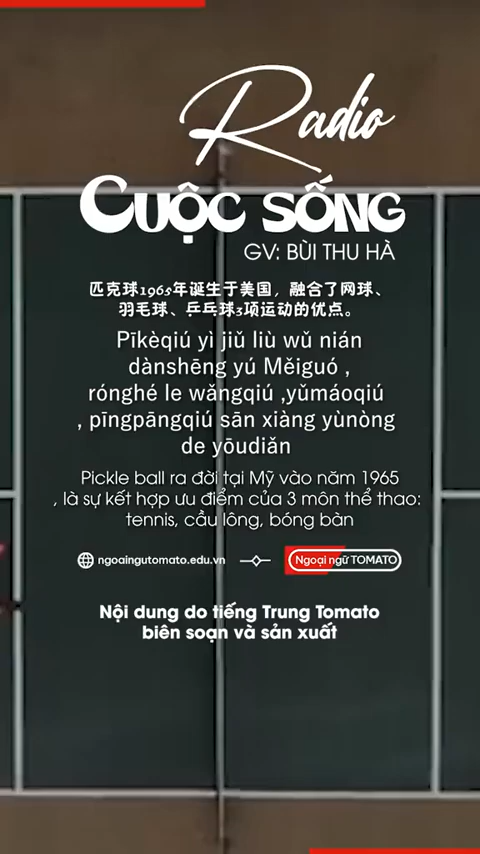 Radio
CUỘC SỐNG
GV: BÙI THU HÀ
匹克球1965年诞生于美国，融合了网球、
羽毛球、乒乓球3项运动的优点。
Pīkèqiú yì jiǔ liù wǔ nián
dànshēng yú Měiguó ,
rónghé le wǎngqiú ,yǔmáoqiú
, pīngpāngqiú sān xiàng yùnòng
de yōudiǎn
Pickle ball ra đời tại Mỹ vào năm 1965
, là sự kết hợp ưu điểm của 3 môn thể thao:
tennis, cầu lông, bóng bàn
ngoaingutomato.edu.vn
Ngoại ngữ TOMATO
Nội dung do tiếng Trung Tomato
biên soạn và sản xuất